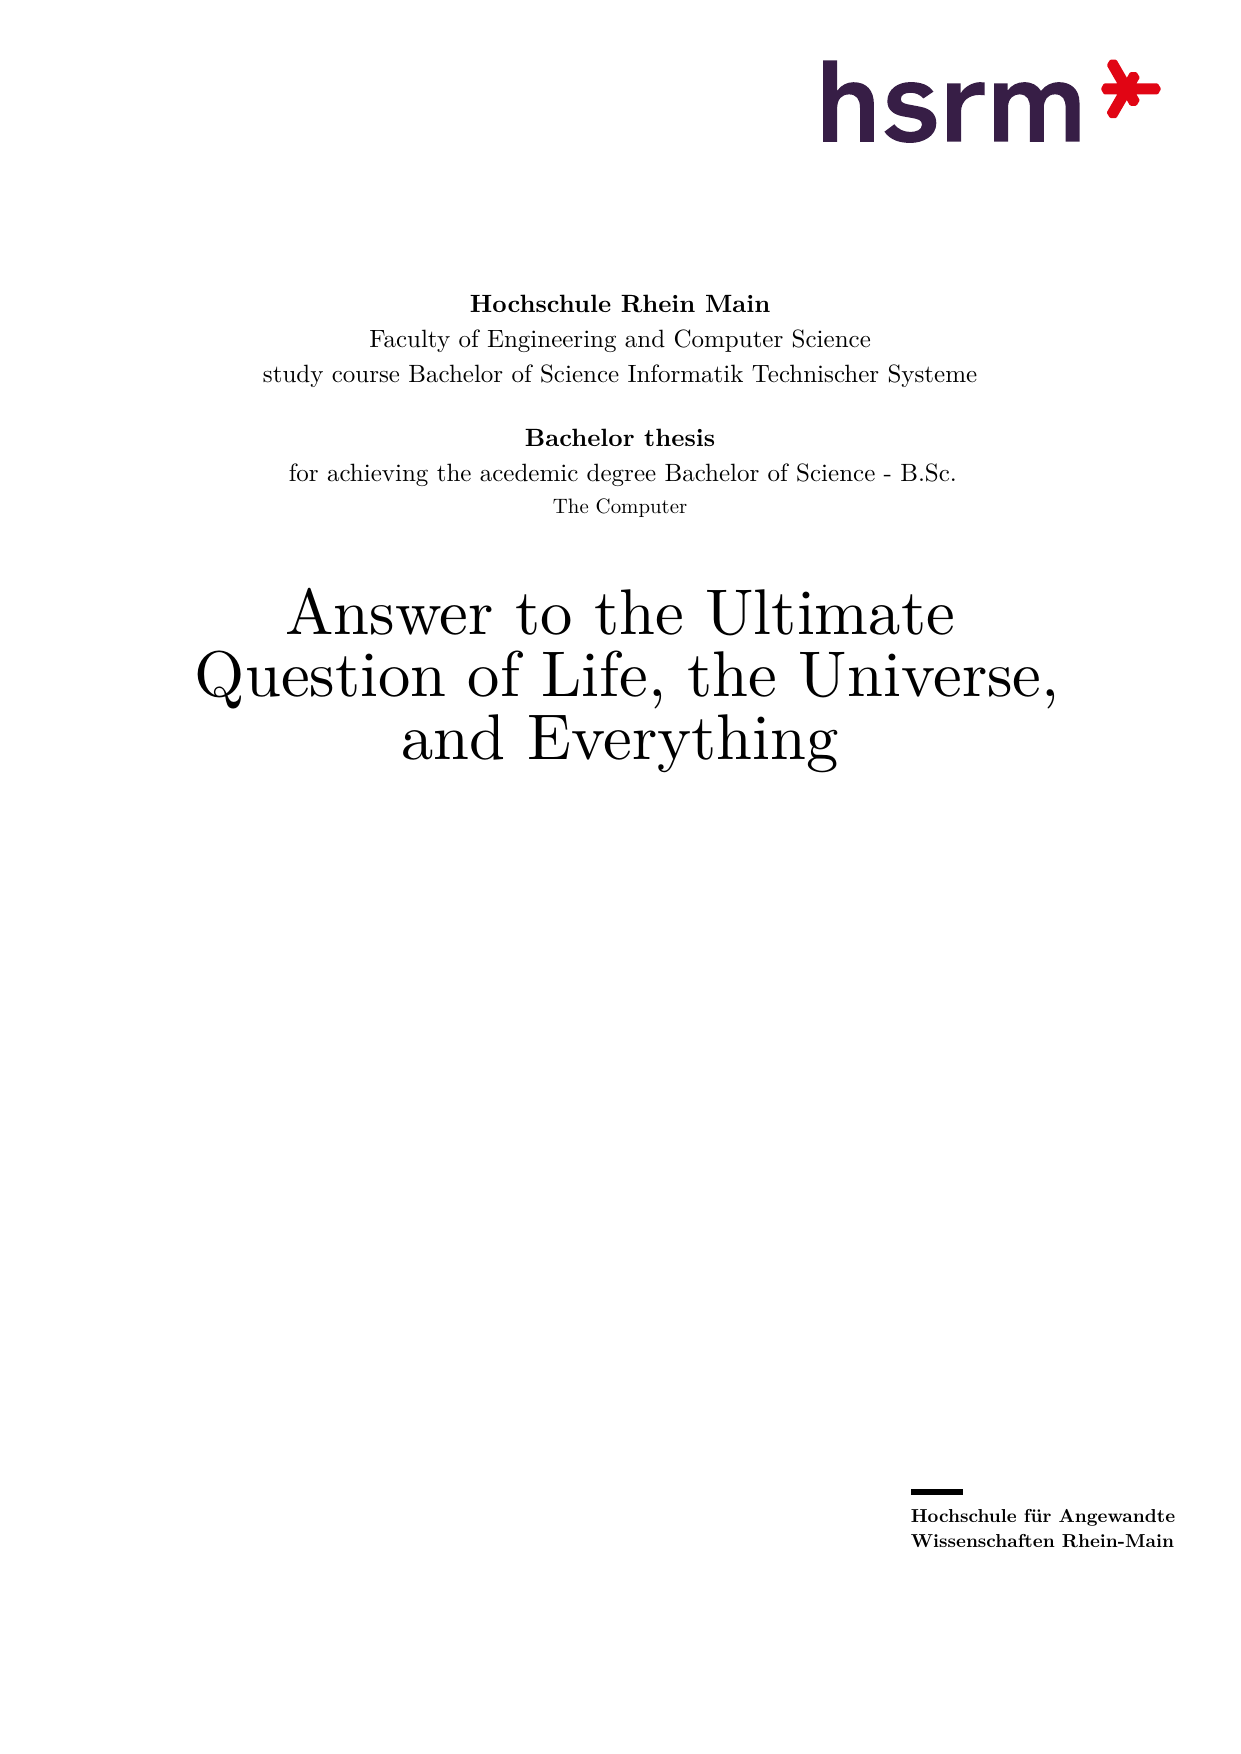 hsrm
Hochschule Rhein Main
Faculty of Engineering and Computer Science
study course Bachelor of Science Informatik Technischer Systeme
Bachelor thesis
for achieving the acedemic degree Bachelor of Science - B.Sc.
The Computer
Answer to the Ultimate
Question of Life, the Universe,
and Everything
Hochschule für Angewandte
Wissenschaften Rhein-Main